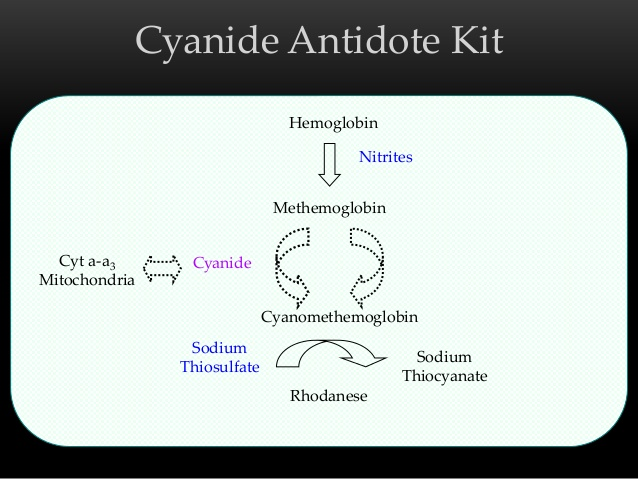 Cyanide Antidote Kit
Hemoglobin
Nitrites
Methemoglobin
Cyt a-a₃
Mitochondria
Cyanide
Cyanomethemoglobin
Sodium
Thiosulfate
Sodium
Thiocyanate
Rhodanese